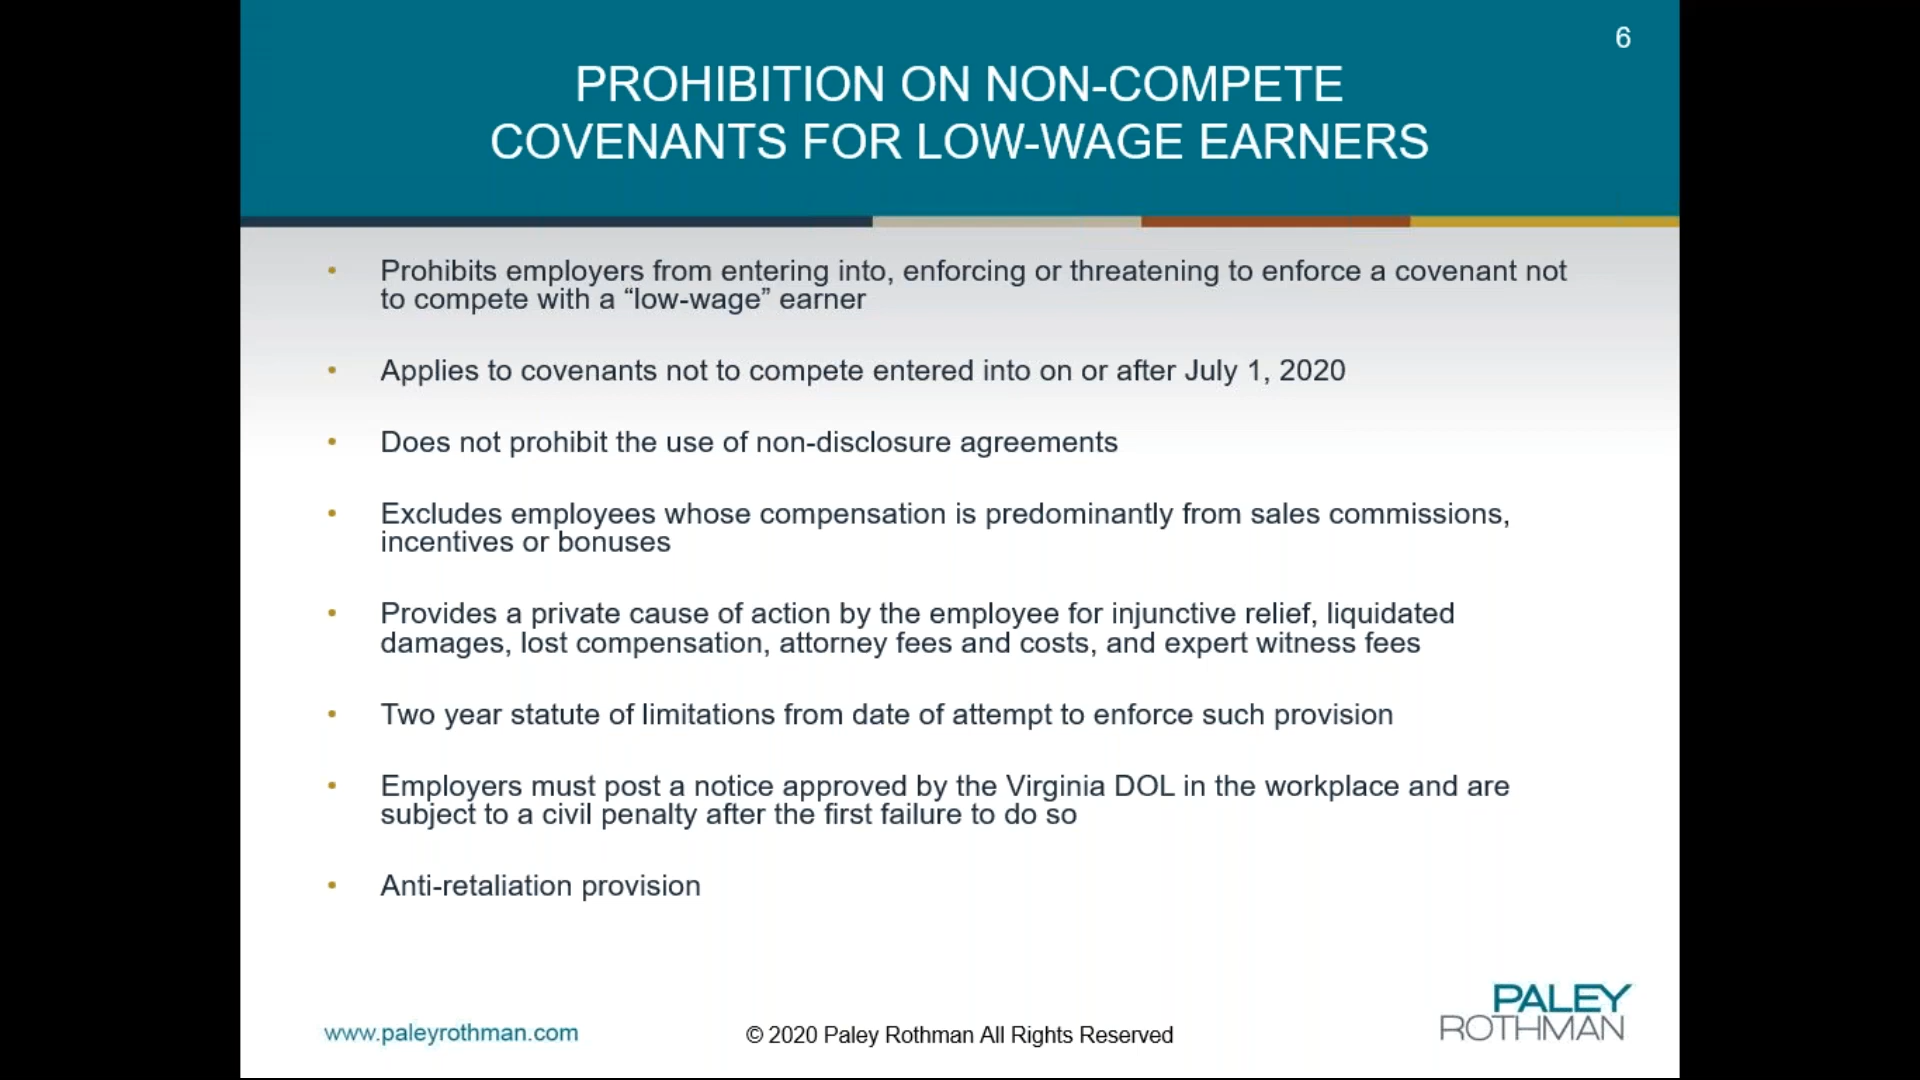 6
PROHIBITION ON NON-COMPETE
COVENANTS FOR LOW-WAGE EARNERS
• Prohibits employers from entering into, enforcing or threatening to enforce a covenant not
to compete with a “low-wage” earner
• Applies to covenants not to compete entered into on or after July 1, 2020
• Does not prohibit the use of non-disclosure agreements
• Excludes employees whose compensation is predominantly from sales commissions,
incentives or bonuses
• Provides a private cause of action by the employee for injunctive relief, liquidated
damages, lost compensation, attorney fees and costs, and expert witness fees
• Two year statute of limitations from date of attempt to enforce such provision
• Employers must post a notice approved by the Virginia DOL in the workplace and are
subject to a civil penalty after the first failure to do so
• Anti-retaliation provision
www.paleyrothman.com
© 2020 Paley Rothman All Rights Reserved
PALEY
ROTHMAN